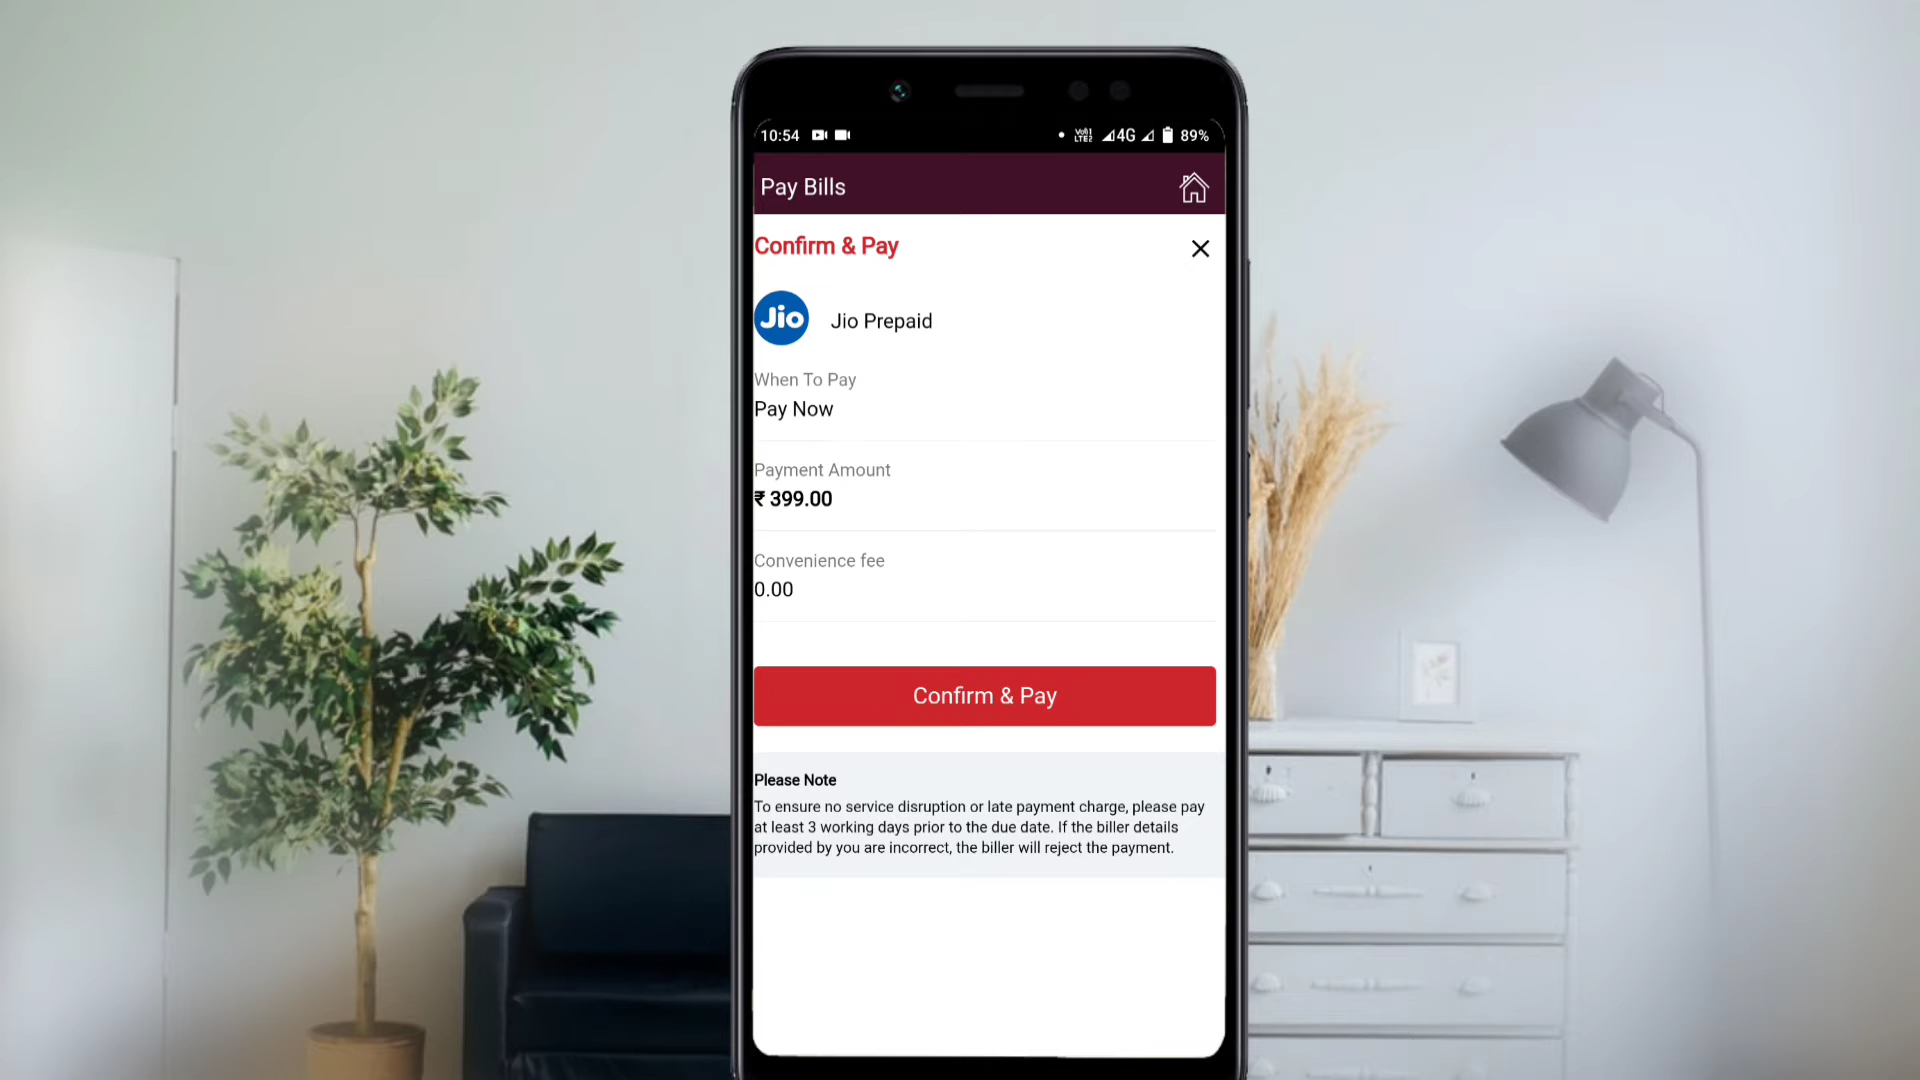 10:54 Vo)) 1 LTE2 4G 89%
Pay Bills
Confirm & Pay
Jio Jio Prepaid
When To Pay
Pay Now
Payment Amount
₹ 399.00
Convenience fee
0.00
Confirm & Pay
Please Note
To ensure no service disruption or late payment charge, please pay
at least 3 working days prior to the due date. If the biller details
provided by you are incorrect, the biller will reject the payment.